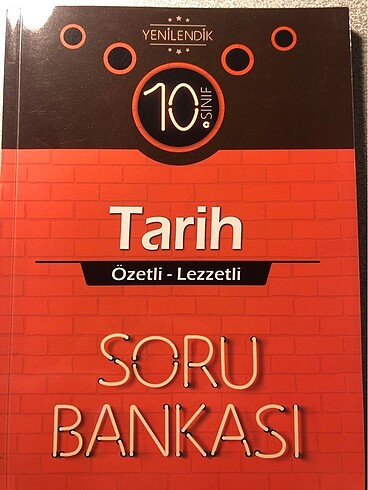 YENİLENDİK
10.SINIF
Tarih
Özetli - Lezzetli
SORU
BANKASI